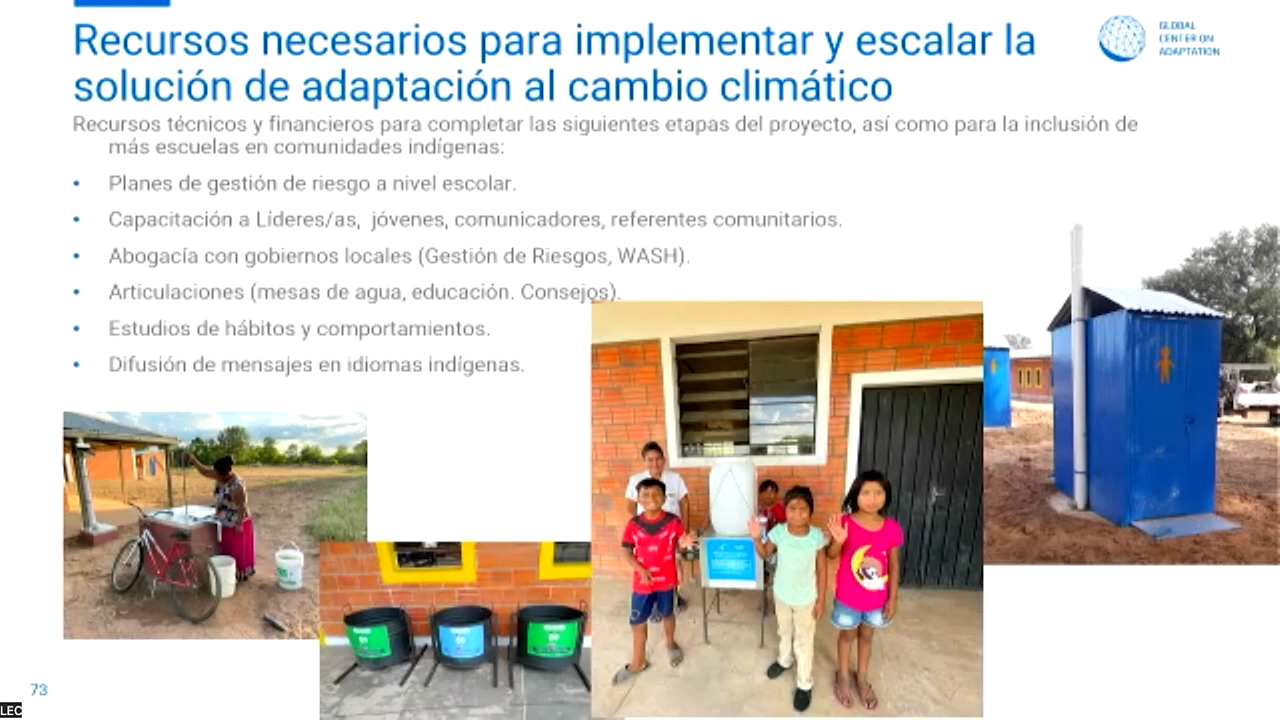 Recursos necesarios para implementar y escalar la
solución de adaptación al cambio climático
GLOBAL
CENTER ON
ADAPTATION
Recursos técnicos y financieros para completar las siguientes etapas del proyecto, así como para la inclusión de
más escuelas en comunidades indígenas:
• Planes de gestión de riesgo a nivel escolar.
• Capacitación a Líderes/as, jóvenes, comunicadores, referentes comunitarios.
• Abogacía con gobiernos locales (Gestión de Riesgos, WASH).
• Articulaciones (mesas de agua, educación. Consejos).
• Estudios de hábitos y comportamientos.
• Difusión de mensajes en idiomas indígenas.
73
LEC